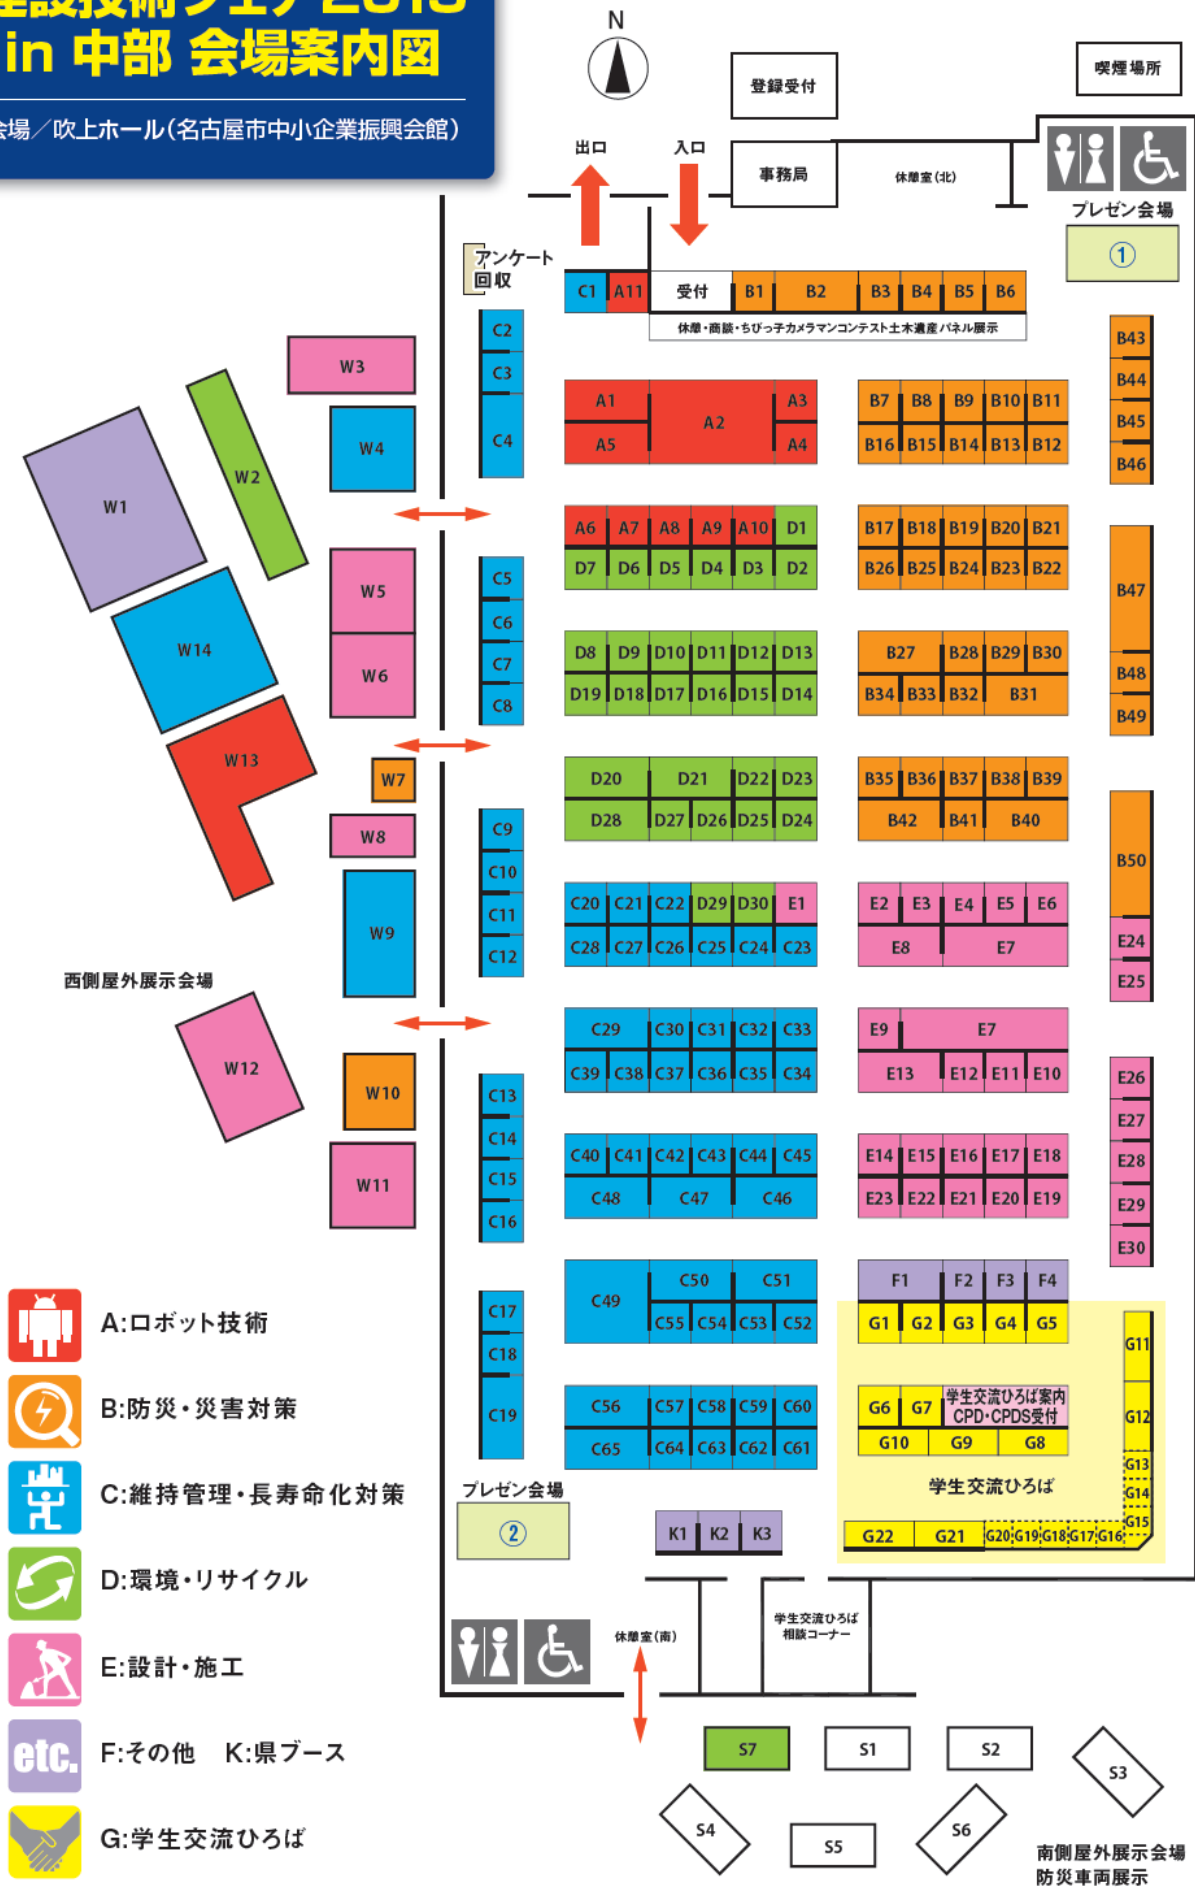 建設技術フェア2016
in 中部 会場案内図
会場／吹上ホール(名古屋市中小企業振興会館)
N
登録受付
喫煙場所
出口
入口
事務局
休憩室(北)
プレゼン会場
①
アンケート
回収
C1 A11 受付 B1 B2 B3 B4 B5 B6
休憩・商談・ちびっ子カメラマンコンテスト土木遺産パネル展示
C2
C3
C4
B43
B44
B45
B46
W3
W4
W2
W1
A1 A2 A3
A5 A4
B7 B8 B9 B10 B11
B16 B15 B14 B13 B12
A6 A7 A8 A9 A10 D1
D7 D6 D5 D4 D3 D2
B17 B18 B19 B20 B21
B26 B25 B24 B23 B22
B47
B48
B49
W5
W6
W14
C5
C6
C7
C8
D8 D9 D10 D11 D12 D13
D19 D18 D17 D16 D15 D14
B27 B28 B29 B30
B34 B33 B32 B31
W13
W7
W8
W9
D20 D21 D22 D23
D28 D27 D26 D25 D24
B35 B36 B37 B38 B39
B42 B41 B40
C9
C10
C11
C12
B50
E24
E25
C20 C21 C22 D29 D30 E1
C28 C27 C26 C25 C24 C23
E2 E3 E4 E5 E6
E8 E7
西側屋外展示会場
W12
W10
W11
C29 C30 C31 C32 C33
C39 C38 C37 C36 C35 C34
E9 E7
E13 E12 E11 E10
C13
C14
C15
C16
E26
E27
E28
E29
E30
C40 C41 C42 C43 C44 C45
C48 C47 C46
E14 E15 E16 E17 E18
E23 E22 E21 E20 E19
C49 C50 C51
C55 C54 C53 C52
F1 F2 F3 F4
G1 G2 G3 G4 G5
C17
C18
C19
G11
G12
G13
G14
G15
C56 C57 C58 C59 C60
C65 C64 C63 C62 C61
G6 G7 学生交流ひろば案内
CPD・CPDS受付
G10 G9 G8
学生交流ひろば
G22 G21 G20 G19 G18 G17 G16
プレゼン会場
②
K1 K2 K3
A:ロボット技術
B:防災・災害対策
C:維持管理・長寿命化対策
D:環境・リサイクル
E:設計・施工
etc.
F:その他 K:県ブース
G:学生交流ひろば
休憩室(南)
学生交流ひろば
相談コーナー
S7 S1 S2
S3
S4 S5 S6
南側屋外展示会場
防災車両展示